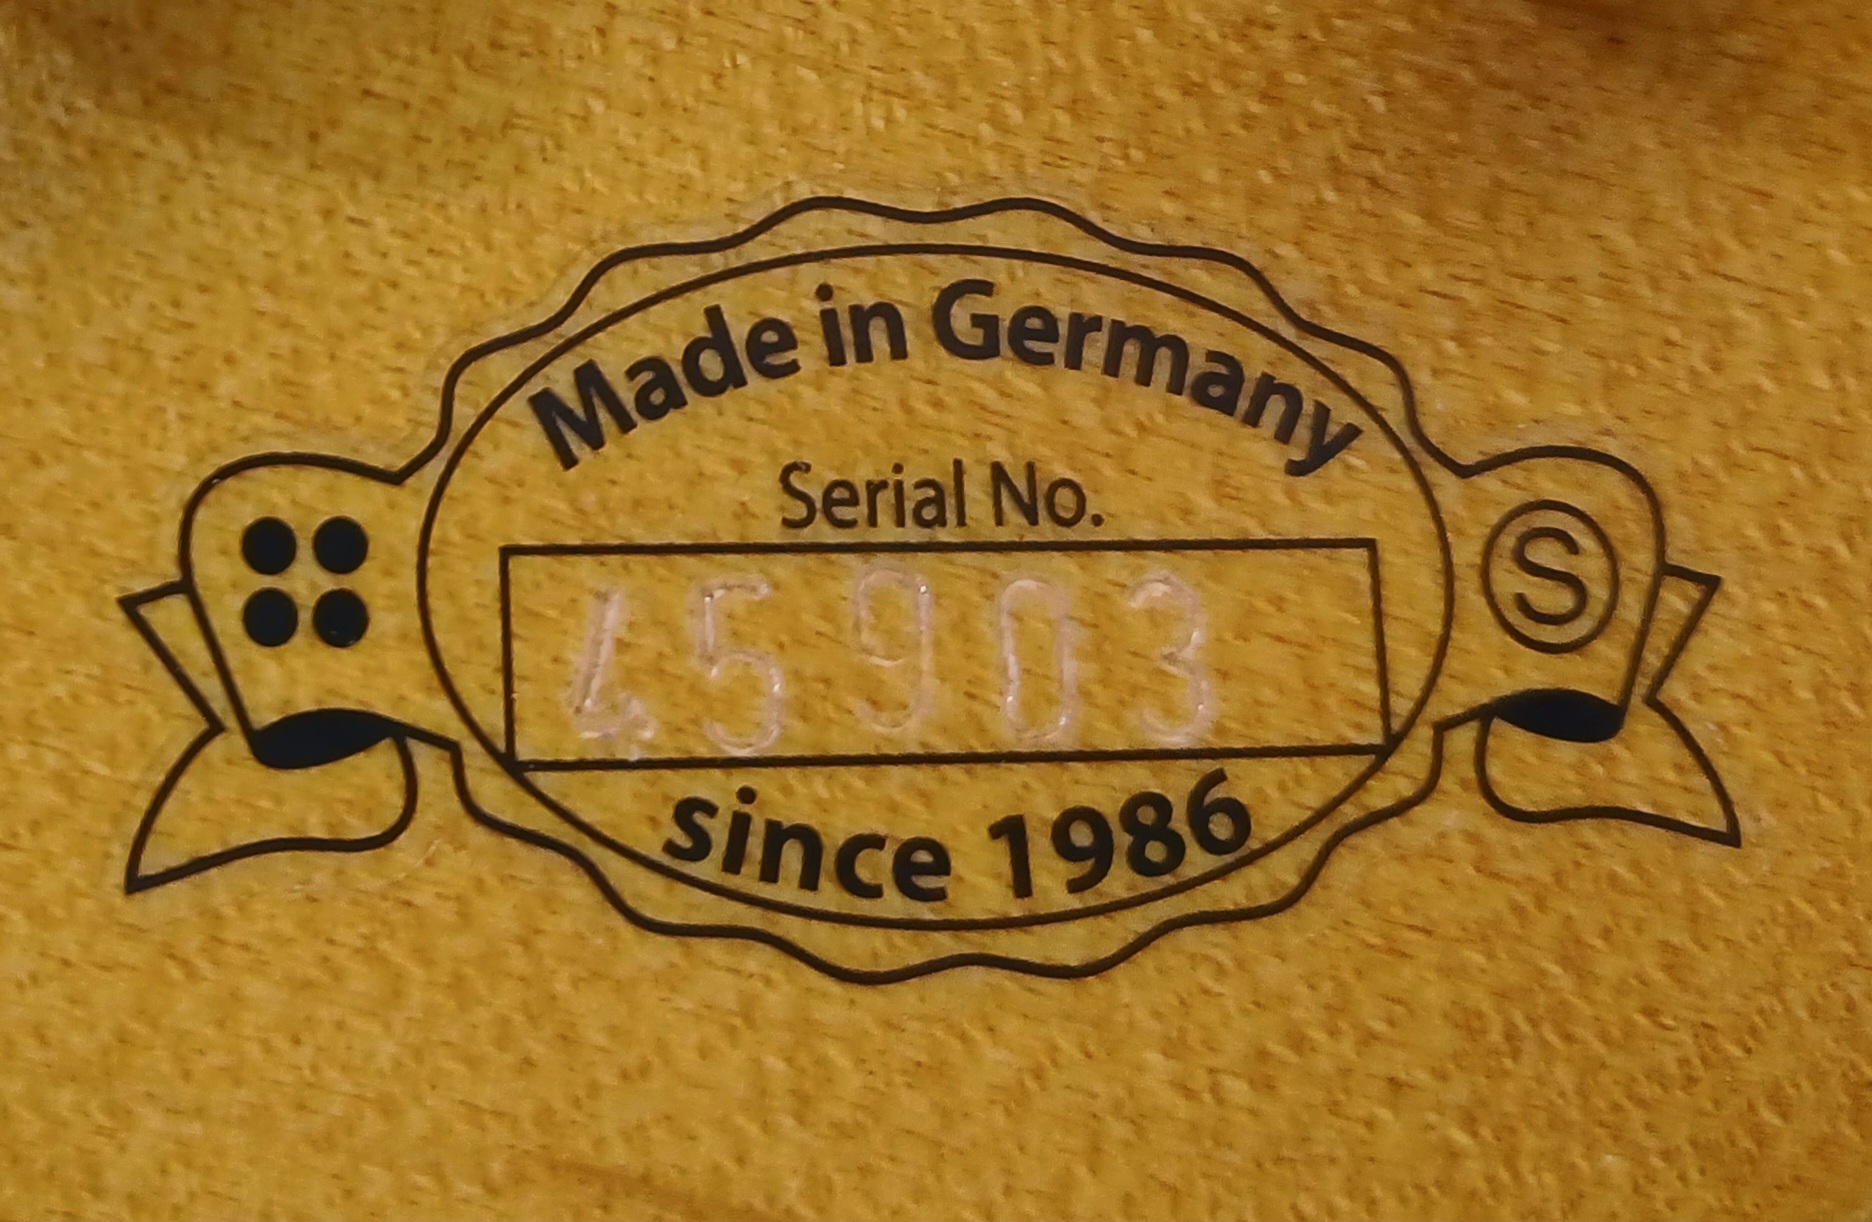 Made in Germany
Serial No.
45903
S
since 1986